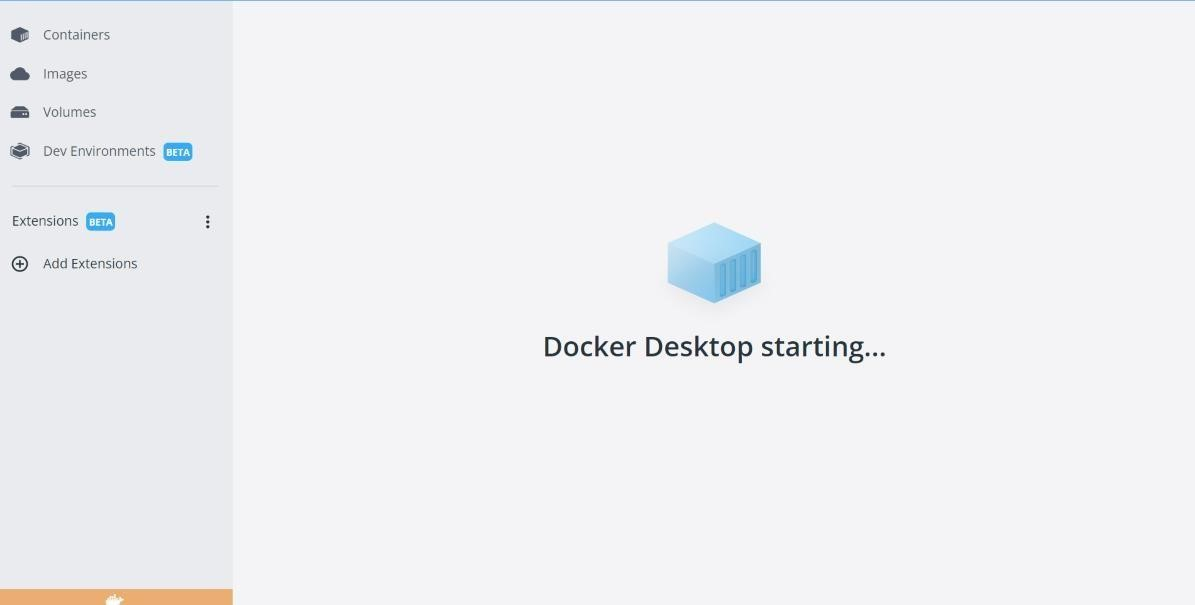 Containers
Images
Volumes
Dev Environments BETA
Extensions BETA
Add Extensions
Docker Desktop starting...